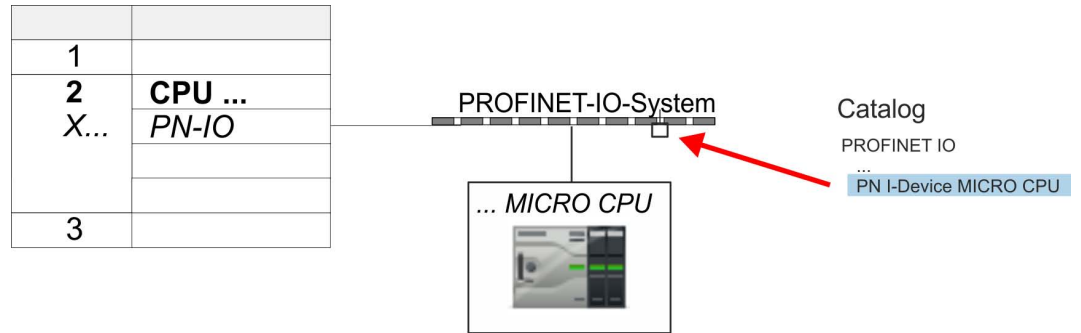 1
2 CPU ...
X... PN-IO
3
PROFINET-IO-System
... MICRO CPU
Catalog
PROFINET IO
...
PN I-Device MICRO CPU